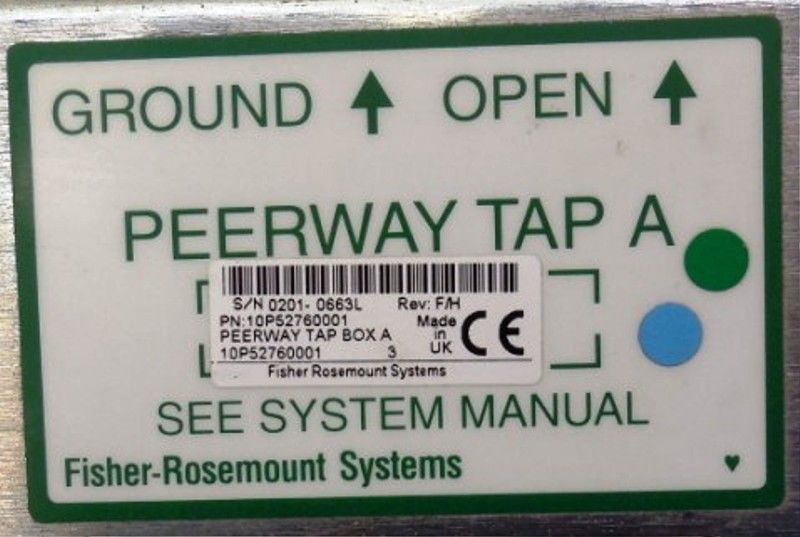 GROUND ↑ OPEN ↑
PEERWAY TAP A
S/N 0201- 0663L Rev: F/H
PN:10P52760001 Made
PEERWAY TAP BOX A in
10P52760001 3 UK CE
Fisher Rosemount Systems
SEE SYSTEM MANUAL
Fisher-Rosemount Systems ♥